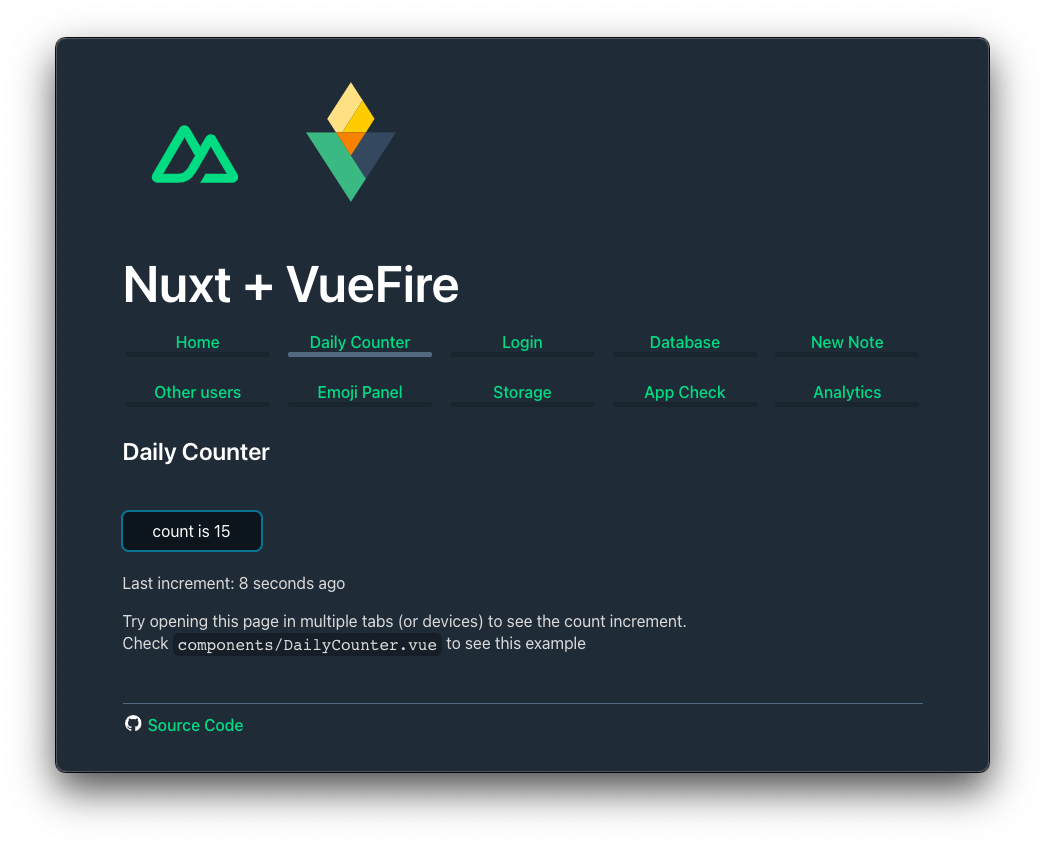 Nuxt + VueFire
Home Daily Counter Login Database New Note
Other users Emoji Panel Storage App Check Analytics
Daily Counter
count is 15
Last increment: 8 seconds ago
Try opening this page in multiple tabs (or devices) to see the count increment.
Check components/DailyCounter.vue to see this example
Source Code